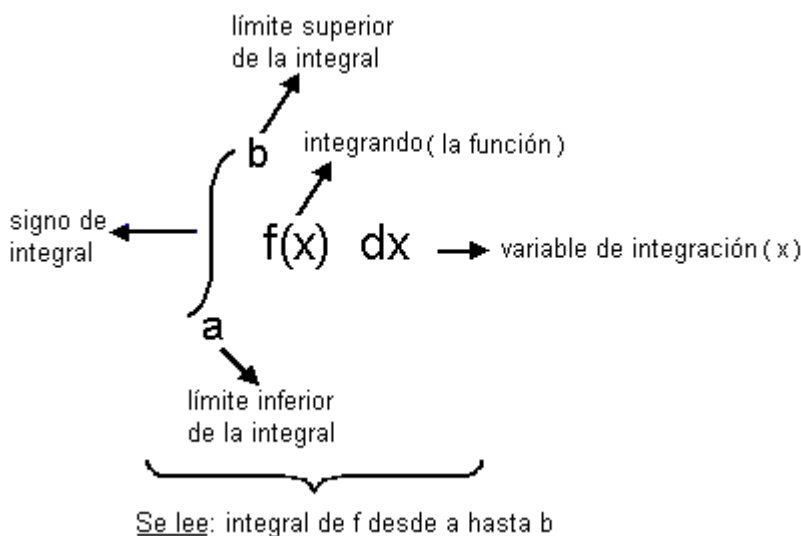 límite superior
de la integral
b
integrando ( la función )
signo de
integral
f(x) dx
variable de integración ( x )
a
límite inferior
de la integral
Se lee: integral de f desde a hasta b